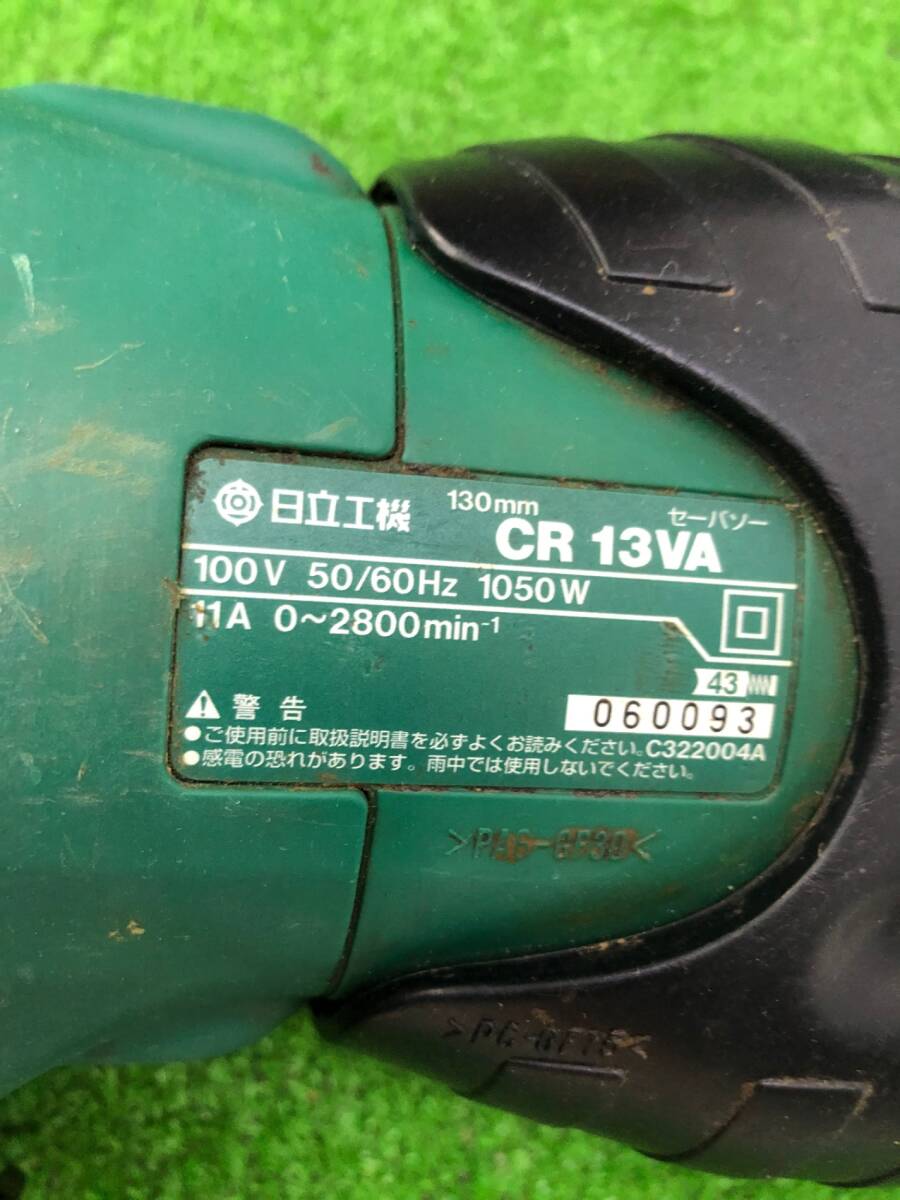 日立工機 130mm セーバソー
CR 13VA
100V 50/60Hz 1050W
11A 0~2800min-1
43
警告 060093
●ご使用前に取扱説明書を必ずよくお読みください。C322004A
●感電の恐れがあります。雨中では使用しないでください。
>PA6-GF30<